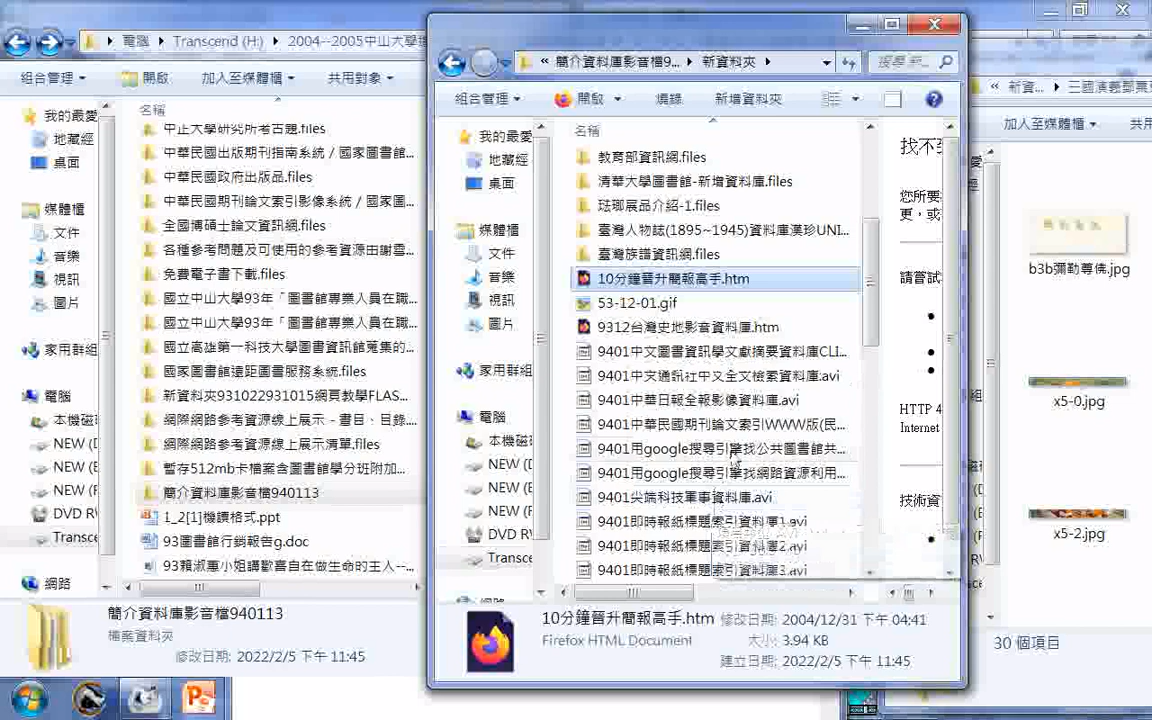 電腦 Transcend (H:) 2004--2005中山大學
組合管理 開啟 加入至媒體櫃 共用對象
我的最愛
地藏經
桌面
媒體櫃
文件
音樂
視訊
圖片
家用群組
電腦
本機磁
NEW (
NEW (
NEW (
DVD R
Transce
網路
名稱
中正大學研究所考古題.files
中華民國出版期刊指南系統 / 國家圖書館...
中華民國政府出版品.files
中華民國期刊論文索引影像系統 / 國家圖...
全國博碩士論文資訊網.files
各種參考問題及可使用的參考資源由謝雲...
免費電子書下載.files
國立中山大學93年「圖書館專業人員在職...
國立中山大學93年「圖書館專業人員在職...
國立高雄第一科技大學圖書資訊館蒐集的...
國家圖書館遠距圖書服務系統.files
新資料夾931022931015網頁教學FLAS...
網際網路參考資源線上展示 - 書目、目錄...
網際網路參考資源線上展示清單.files
暫存512mb卡檔案含圖書館學分班附加...
簡介資料庫影音檔940113
1_2[1]機讀格式.ppt
93圖書館行銷報告g.doc
93賴淑惠小姐講歡喜自在做生命的主人--...
簡介資料庫影音檔940113
檔案資料夾
修改日期: 2022/2/5 下午 11:45
« 簡介資料庫影音檔9... 新資料夾
搜尋 新...
組合管理 開啟 燒錄 新增資料夾
我的最
地藏經
桌面
媒體櫃
文件
音樂
視訊
圖片
家用群
電腦
本機磁
NEW (
NEW (
NEW (
DVD R
Transc
名稱
教育部資訊網.files
清華大學圖書館-新增資料庫.files
琺瑯展品介紹-1.files
臺灣人物誌(1895~1945)資料庫漢珍UNI...
臺灣族譜資訊網.files
10分鐘晉升簡報高手.htm
53-12-01.gif
9312台灣史地影音資料庫.htm
9401中文圖書資訊學文獻摘要資料庫CLI...
9401中文通訊社中文全文檢索資料庫.avi
9401中華日報全報影像資料庫.avi
9401中華民國期刊論文索引WWW版(民...
9401用google搜尋引擎找公共圖書館共...
9401用google搜尋引擎找網路資源利用...
9401尖端科技軍事資料庫.avi
9401即時報紙標題索引資料庫1.avi
9401即時報紙標題索引資料庫2.avi
9401即時報紙標題索引資料庫3.avi
找不
您所要
更,或
請嘗試
HTTP 4
Internet
技術資
10分鐘晉升簡報高手.htm 修改日期: 2004/12/31 下午 04:41
Firefox HTML Document 大小: 3.94 KB
建立日期: 2022/2/5 下午 11:45
« 新資... 三國演義鄧
加入至媒體櫃 共
b3b彌勒尊佛.jpg
x5-0.jpg
x5-2.jpg
30 個項目